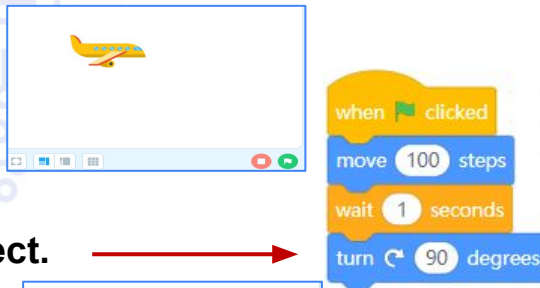 when clicked
move 100 steps
wait 1 seconds
ect.
turn 90 degrees